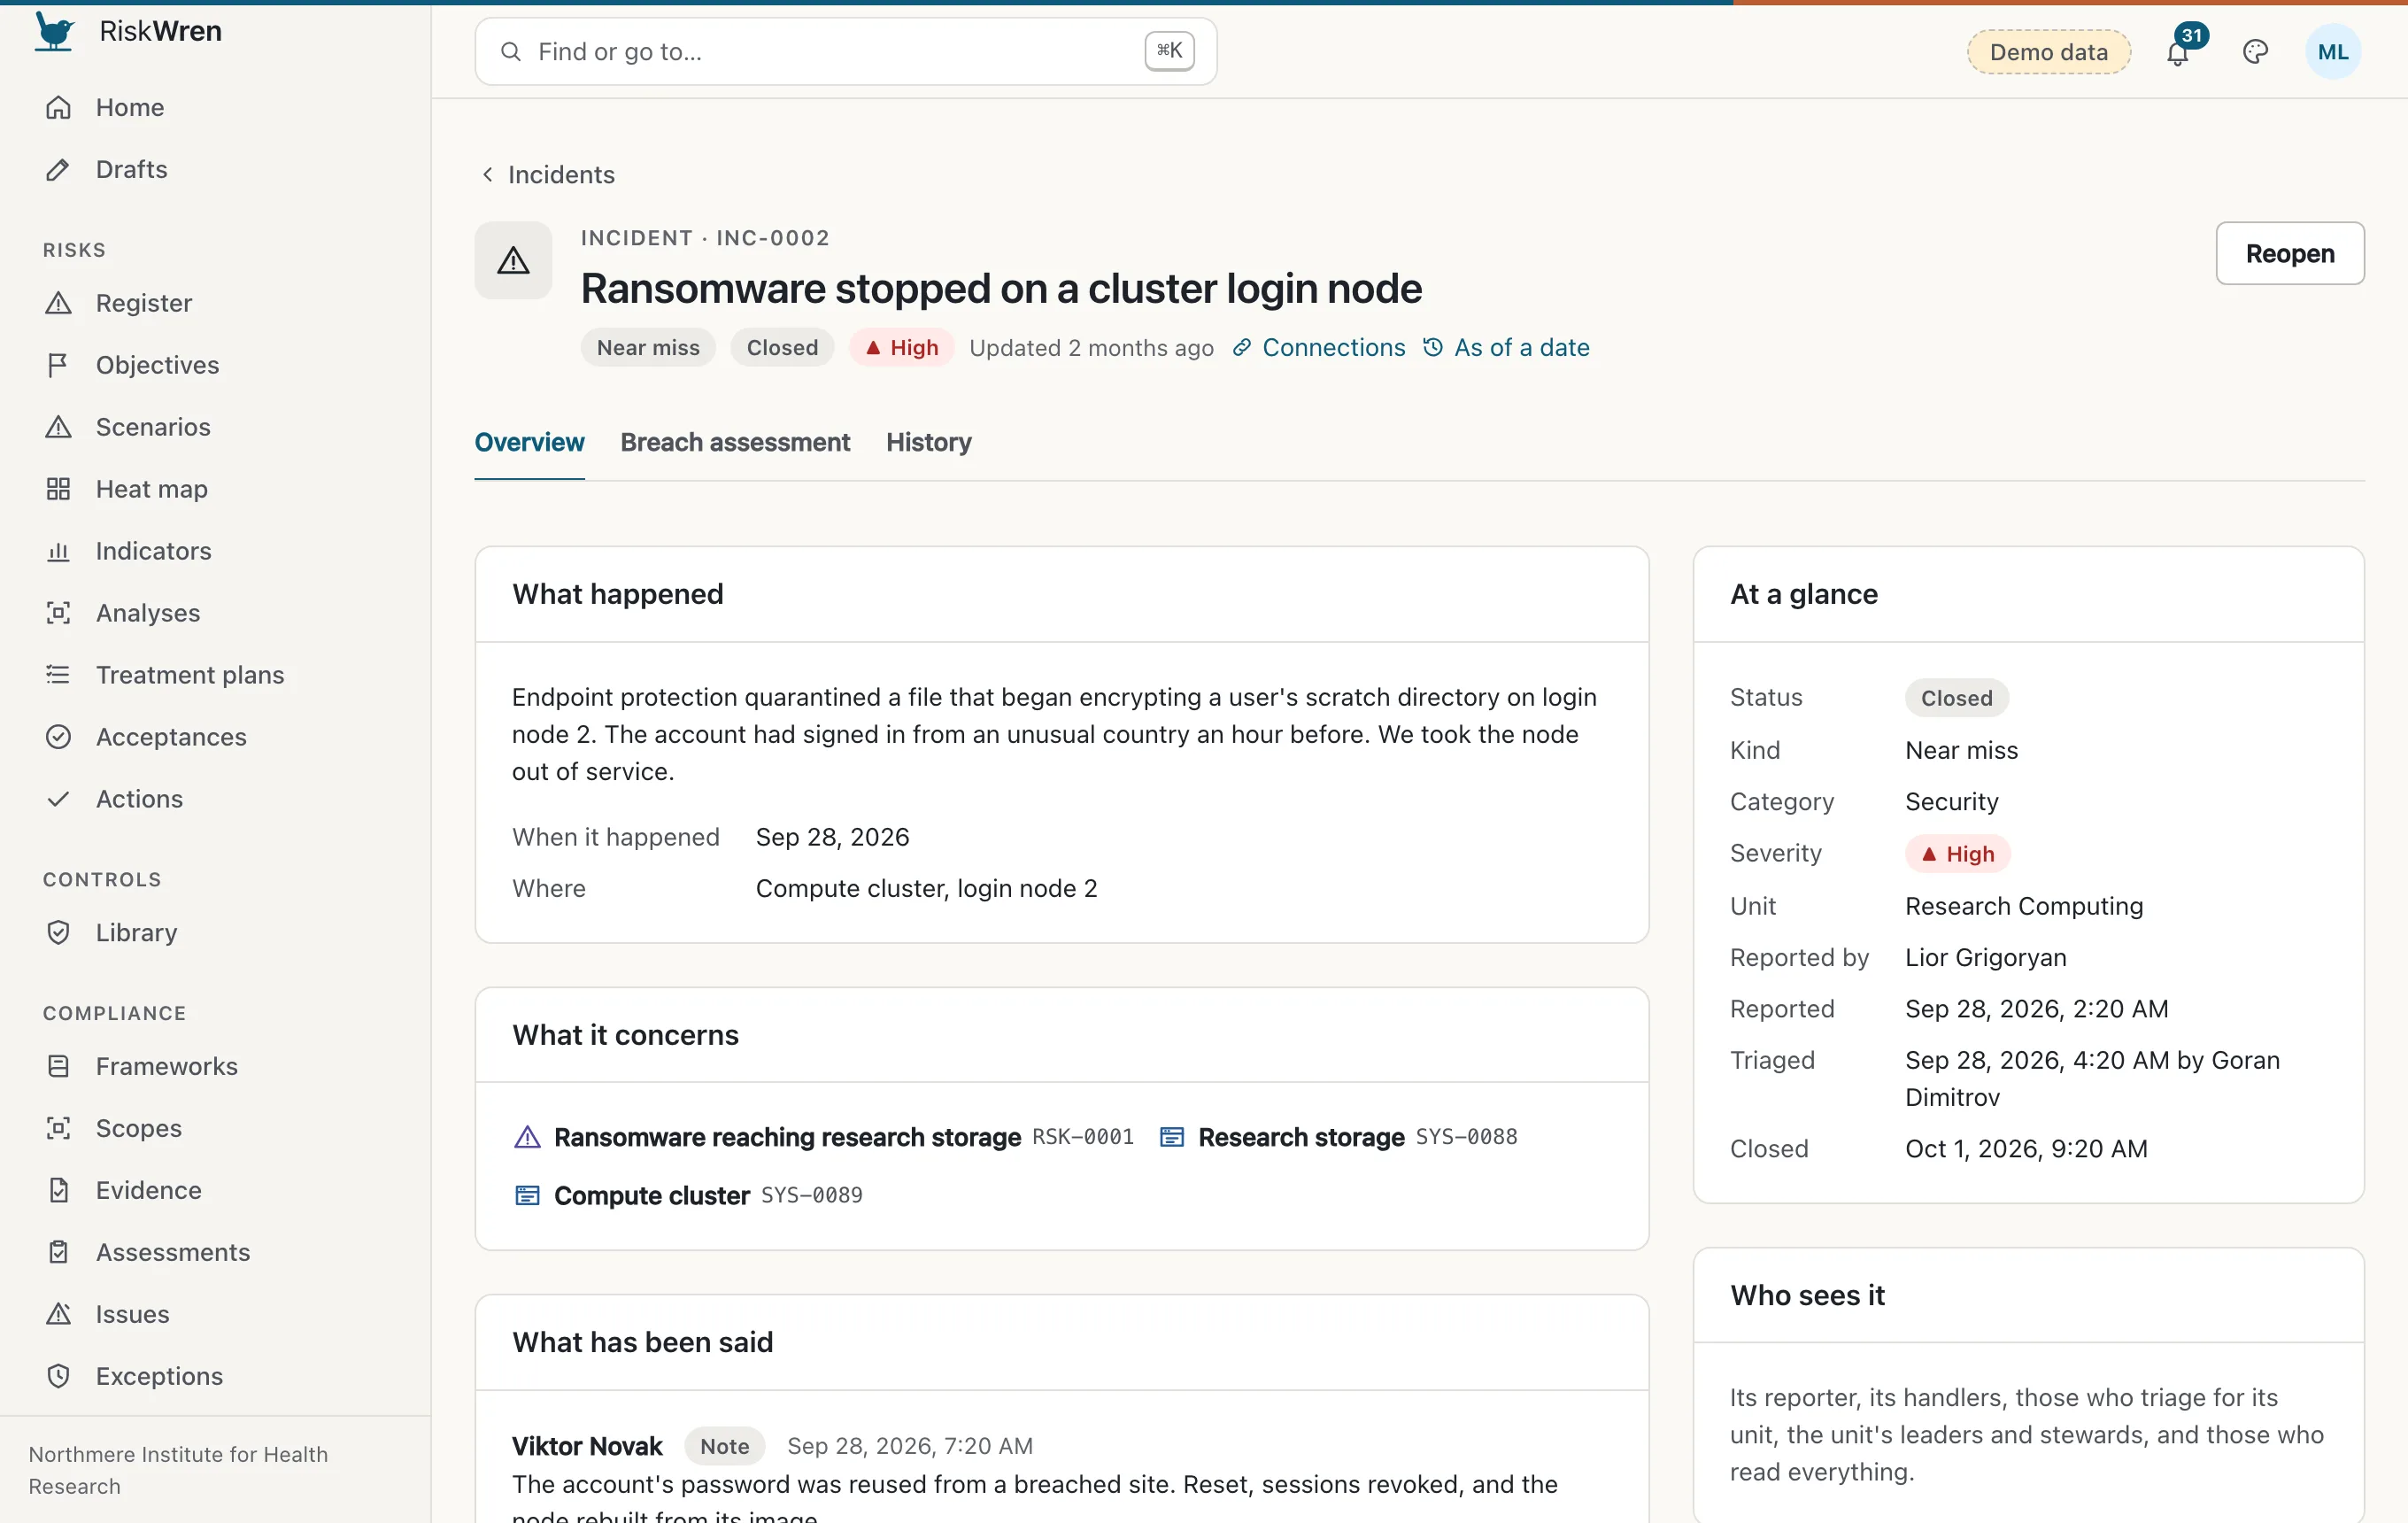 RiskWren
Find or go to...
⌘K
Demo data
31
ML
Home
Drafts
RISKS
Register
Objectives
Scenarios
Heat map
Indicators
Analyses
Treatment plans
Acceptances
Actions
CONTROLS
Library
COMPLIANCE
Frameworks
Scopes
Evidence
Assessments
Issues
Exceptions
Northmere Institute for Health
Research
Incidents
INCIDENT · INC-0002
Ransomware stopped on a cluster login node
Reopen
Near miss Closed High Updated 2 months ago Connections As of a date
Overview Breach assessment History
What happened
Endpoint protection quarantined a file that began encrypting a user's scratch directory on login
node 2. The account had signed in from an unusual country an hour before. We took the node
out of service.
When it happened Sep 28, 2026
Where Compute cluster, login node 2
What it concerns
Ransomware reaching research storage RSK-0001 Research storage SYS-0088
Compute cluster SYS-0089
What has been said
Viktor Novak Note Sep 28, 2026, 7:20 AM
The account's password was reused from a breached site. Reset, sessions revoked, and the
node rebuilt from its image.
At a glance
Status Closed
Kind Near miss
Category Security
Severity High
Unit Research Computing
Reported by Lior Grigoryan
Reported Sep 28, 2026, 2:20 AM
Triaged Sep 28, 2026, 4:20 AM by Goran
Dimitrov
Closed Oct 1, 2026, 9:20 AM
Who sees it
Its reporter, its handlers, those who triage for its
unit, the unit's leaders and stewards, and those who
read everything.